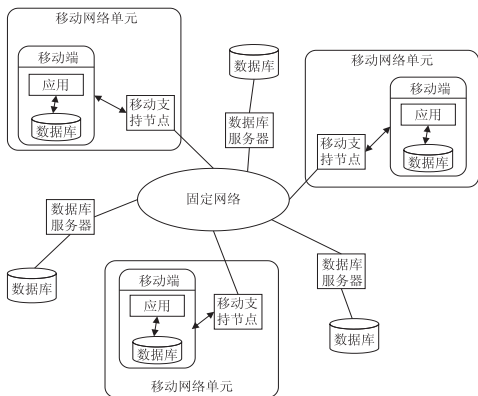 移动网络单元
移动端
应用
数据库
移动支
持节点
数据库
数据库
服务器
移动网络单元
移动端
应用
数据库
移动支
持节点
固定网络
数据库
服务器
数据库
移动端
应用
数据库
移动支
持节点
移动网络单元
数据库
服务器
数据库